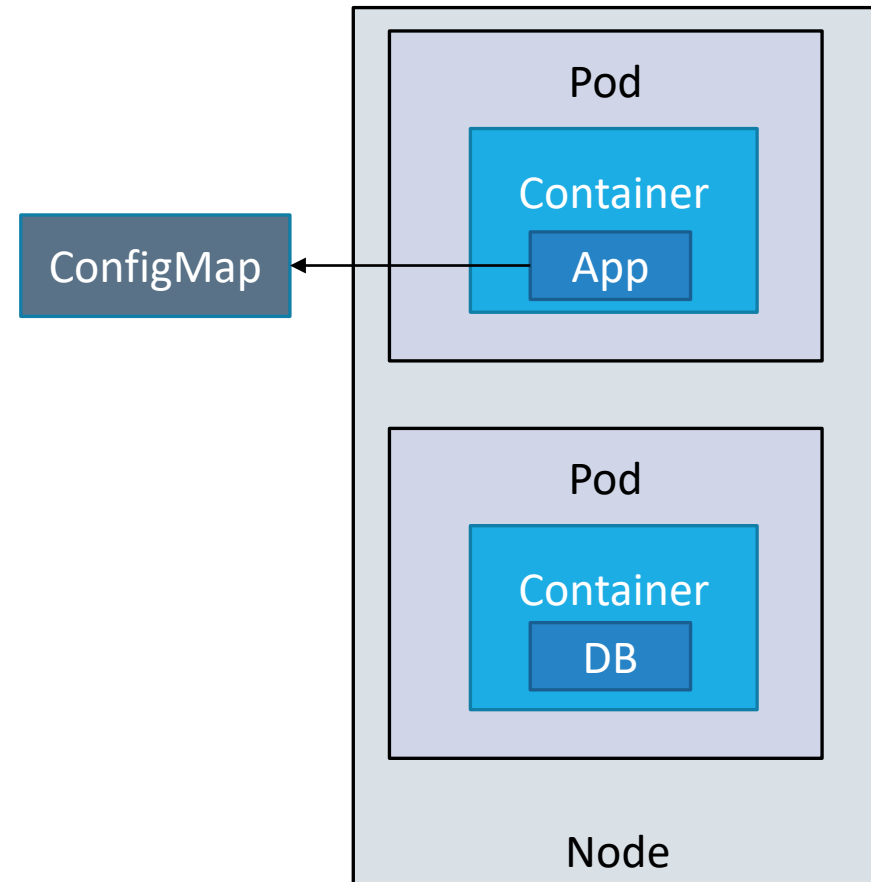 Pod
Container
App
ConfigMap
Pod
Container
DB
Node